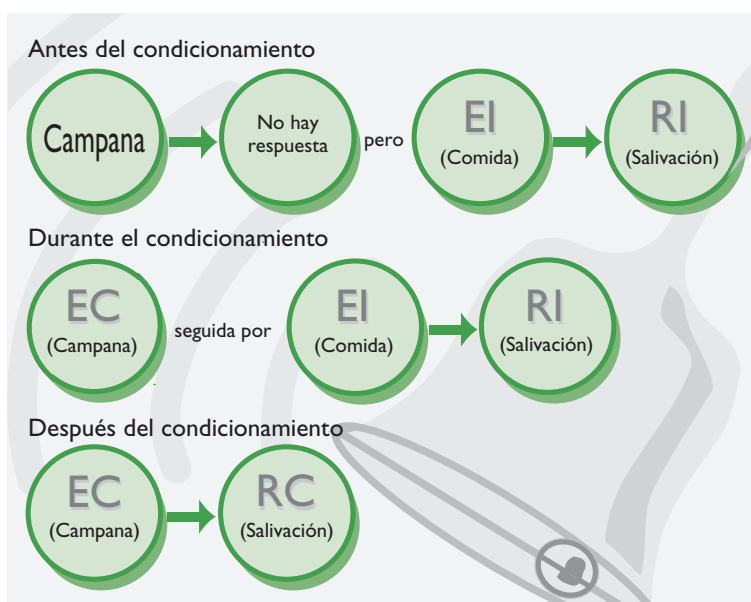 Antes del condicionamiento
Campana
No hay
respuesta
pero
EI
(Comida)
RI
(Salivación)
Durante el condicionamiento
EC
(Campana)
seguida por
EI
(Comida)
RI
(Salivación)
Después del condicionamiento
EC
(Campana)
RC
(Salivación)